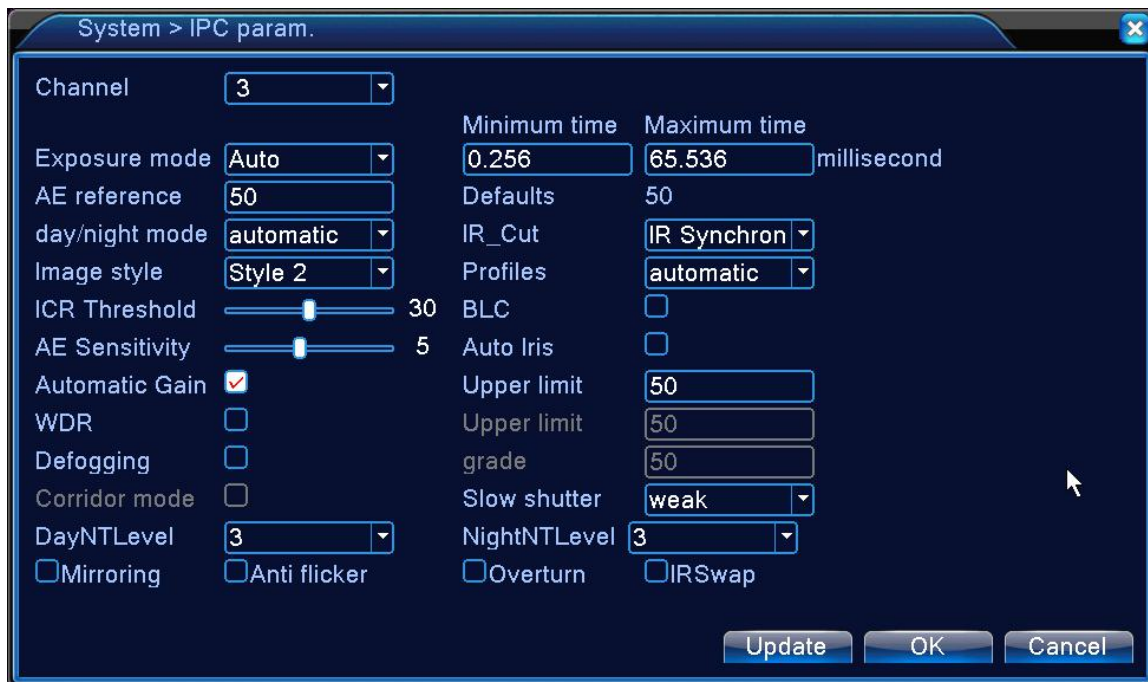 System > IPC param.
Channel 3
Minimum time Maximum time
Exposure mode Auto 0.256 65.536 millisecond
AE reference 50 Defaults 50
day/night mode automatic IR_Cut IR Synchron
Image style Style 2 Profiles automatic
ICR Threshold 30 BLC
AE Sensitivity 5 Auto Iris
Automatic Gain Upper limit 50
WDR Upper limit 50
Defogging grade 50
Corridor mode Slow shutter weak
DayNTLevel 3 NightNTLevel 3
Mirroring Anti flicker Overturn IRSwap
Update OK Cancel